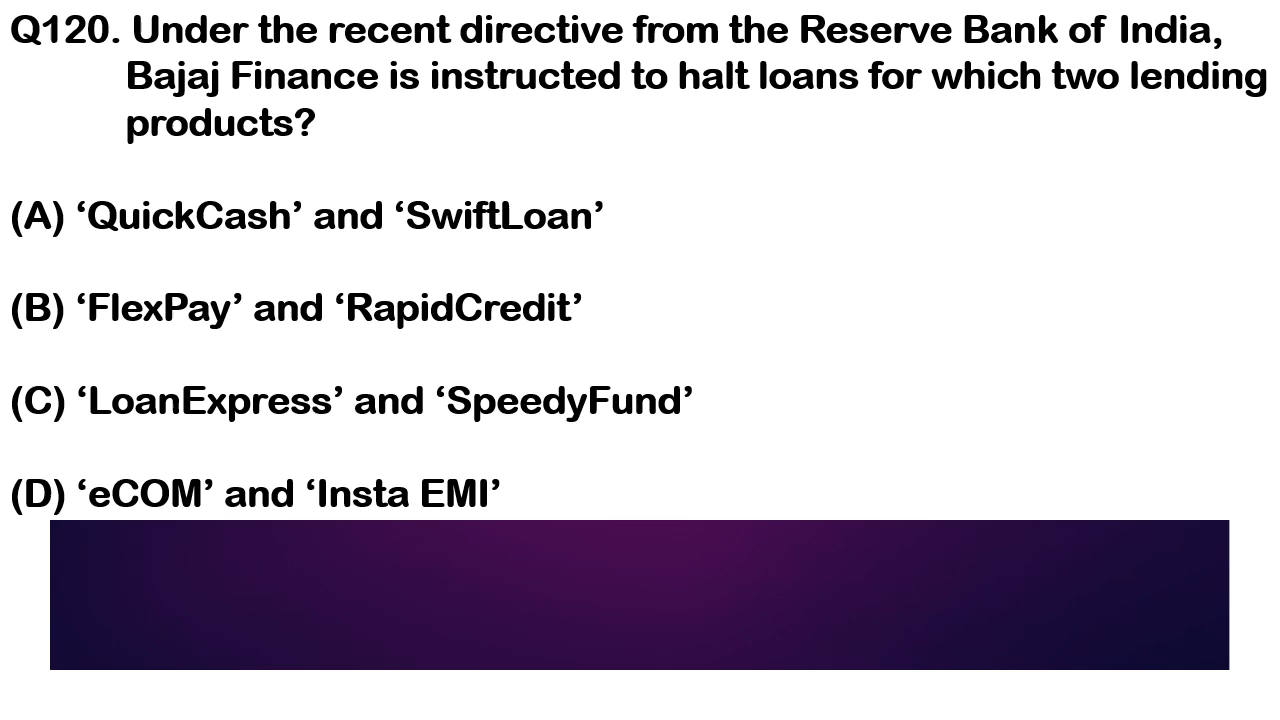 Q120. Under the recent directive from the Reserve Bank of India,
Bajaj Finance is instructed to halt loans for which two lending
products?
(A) ‘QuickCash’ and ‘SwiftLoan’
(B) ‘FlexPay’ and ‘RapidCredit’
(C) ‘LoanExpress’ and ‘SpeedyFund’
(D) ‘eCOM’ and ‘Insta EMI’